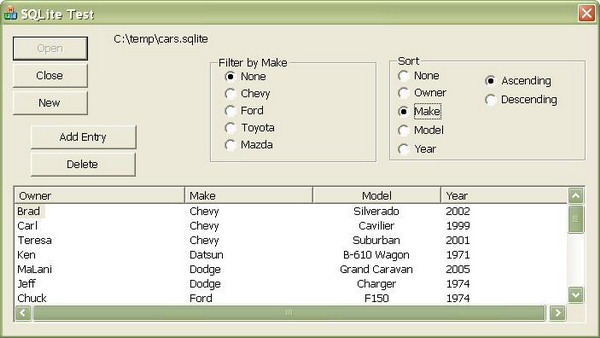 SQLite Test
C:\temp\cars.sqlite
Open
Close
New
Add Entry
Delete
Filter by Make
None
Chevy
Ford
Toyota
Mazda
Sort
None
Owner
Make
Model
Year
Ascending
Descending
Owner Make Model Year
Brad Chevy Silverado 2002
Carl Chevy Cavilier 1999
Teresa Chevy Suburban 2001
Ken Datsun B-610 Wagon 1971
MaLani Dodge Grand Caravan 2005
Jeff Dodge Charger 1974
Chuck Ford F150 1974